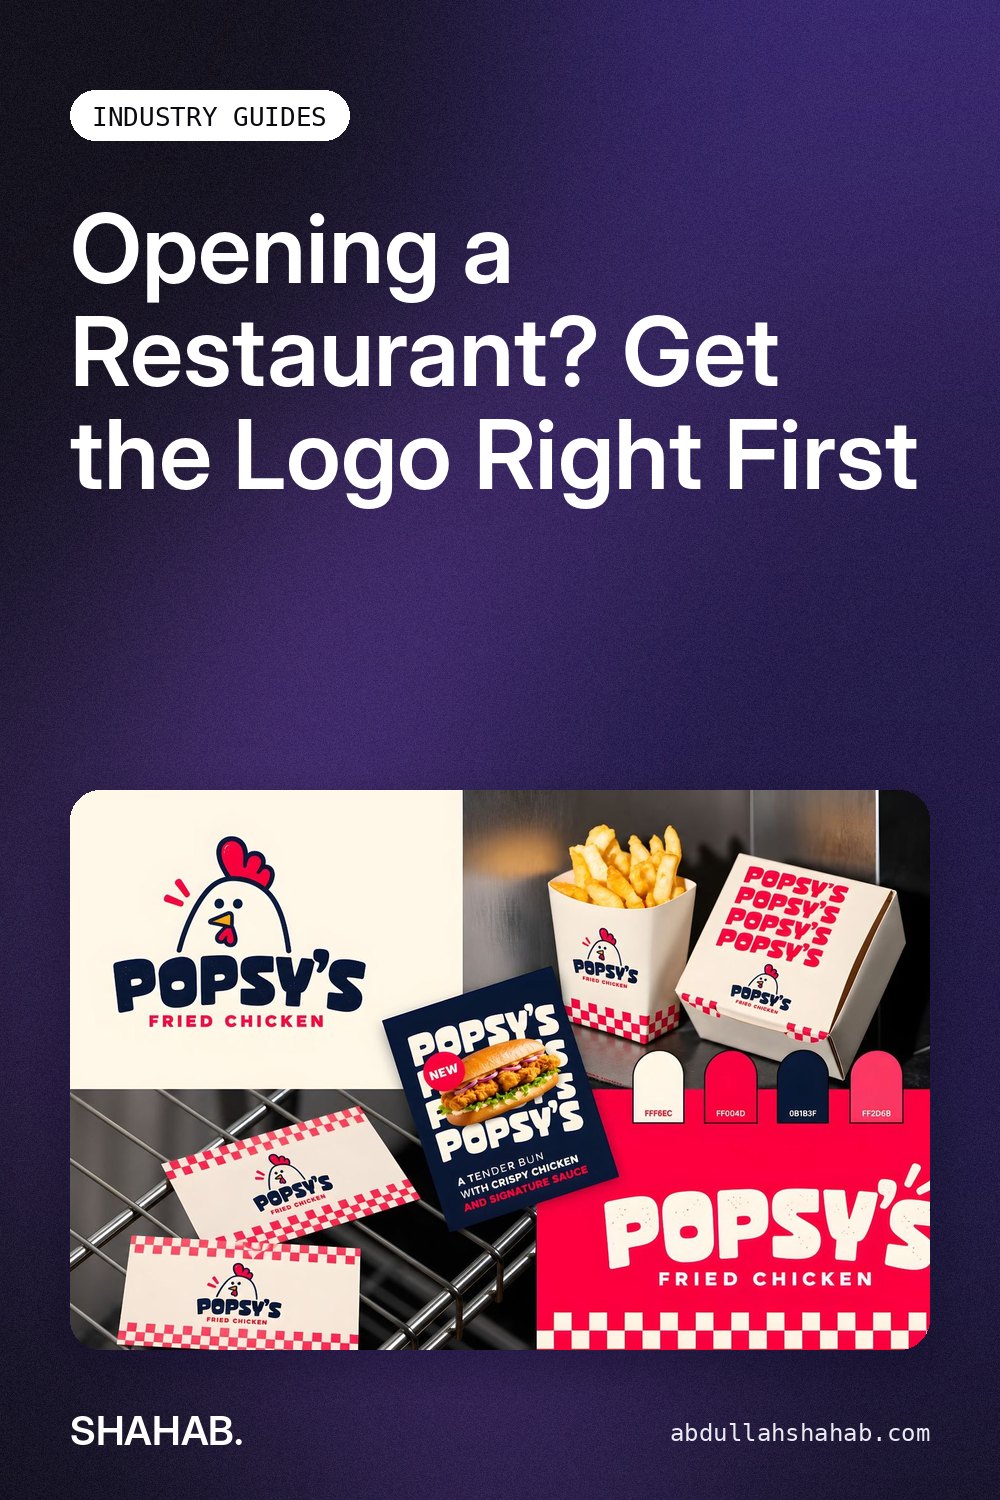 INDUSTRY GUIDES
Opening a
Restaurant? Get
the Logo Right First
POPSY'S
FRIED CHICKEN
POPSY'S
FRIED CHICKEN
POPSY'S
POPSY'S
POPSY'S
POPSY'S
POPSY'S
FRIED CHICKEN
POPSY'S
NEW
POPSY'S
A TENDER BUN
WITH CRISPY CHICKEN
AND SIGNATURE SAUCE
FFF6EC
FF004D
0B1B3F
FF2D6B
POPSY'S
FRIED CHICKEN
POPSY'S
FRIED CHICKEN
POPSY'S
FRIED CHICKEN
SHAHAB.
abdullahshahab.com